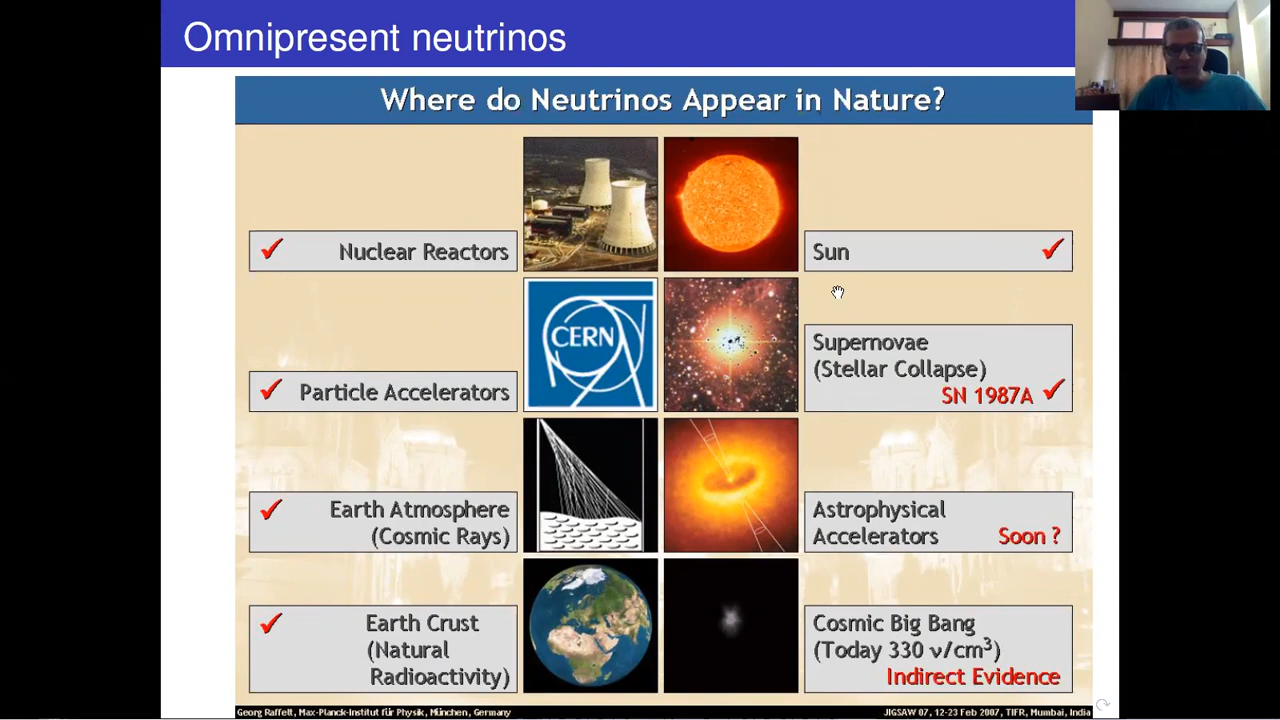 Omnipresent neutrinos
Where do Neutrinos Appear in Nature?
✓ Nuclear Reactors
Sun ✓
CERN
✓ Particle Accelerators
Supernovae
(Stellar Collapse)
SN 1987A ✓
✓ Earth Atmosphere
(Cosmic Rays)
Astrophysical
Accelerators Soon ?
✓ Earth Crust
(Natural
Radioactivity)
Cosmic Big Bang
(Today 330 ν/cm³)
Indirect Evidence
Georg Raffelt, Max-Planck-Institut für Physik, München, Germany
JIGSAW 07, 12-23 Feb 2007, TIFR, Mumbai, India